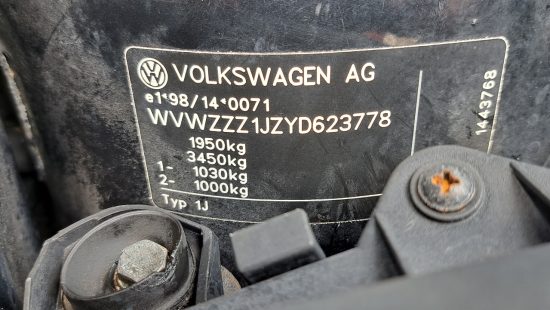 VOLKSWAGEN AG
e1*98/14*0071
WVWZZZ1JZYD623778
1950kg
3450kg
1- 1030kg
2- 1000kg
Typ 1J
1443768